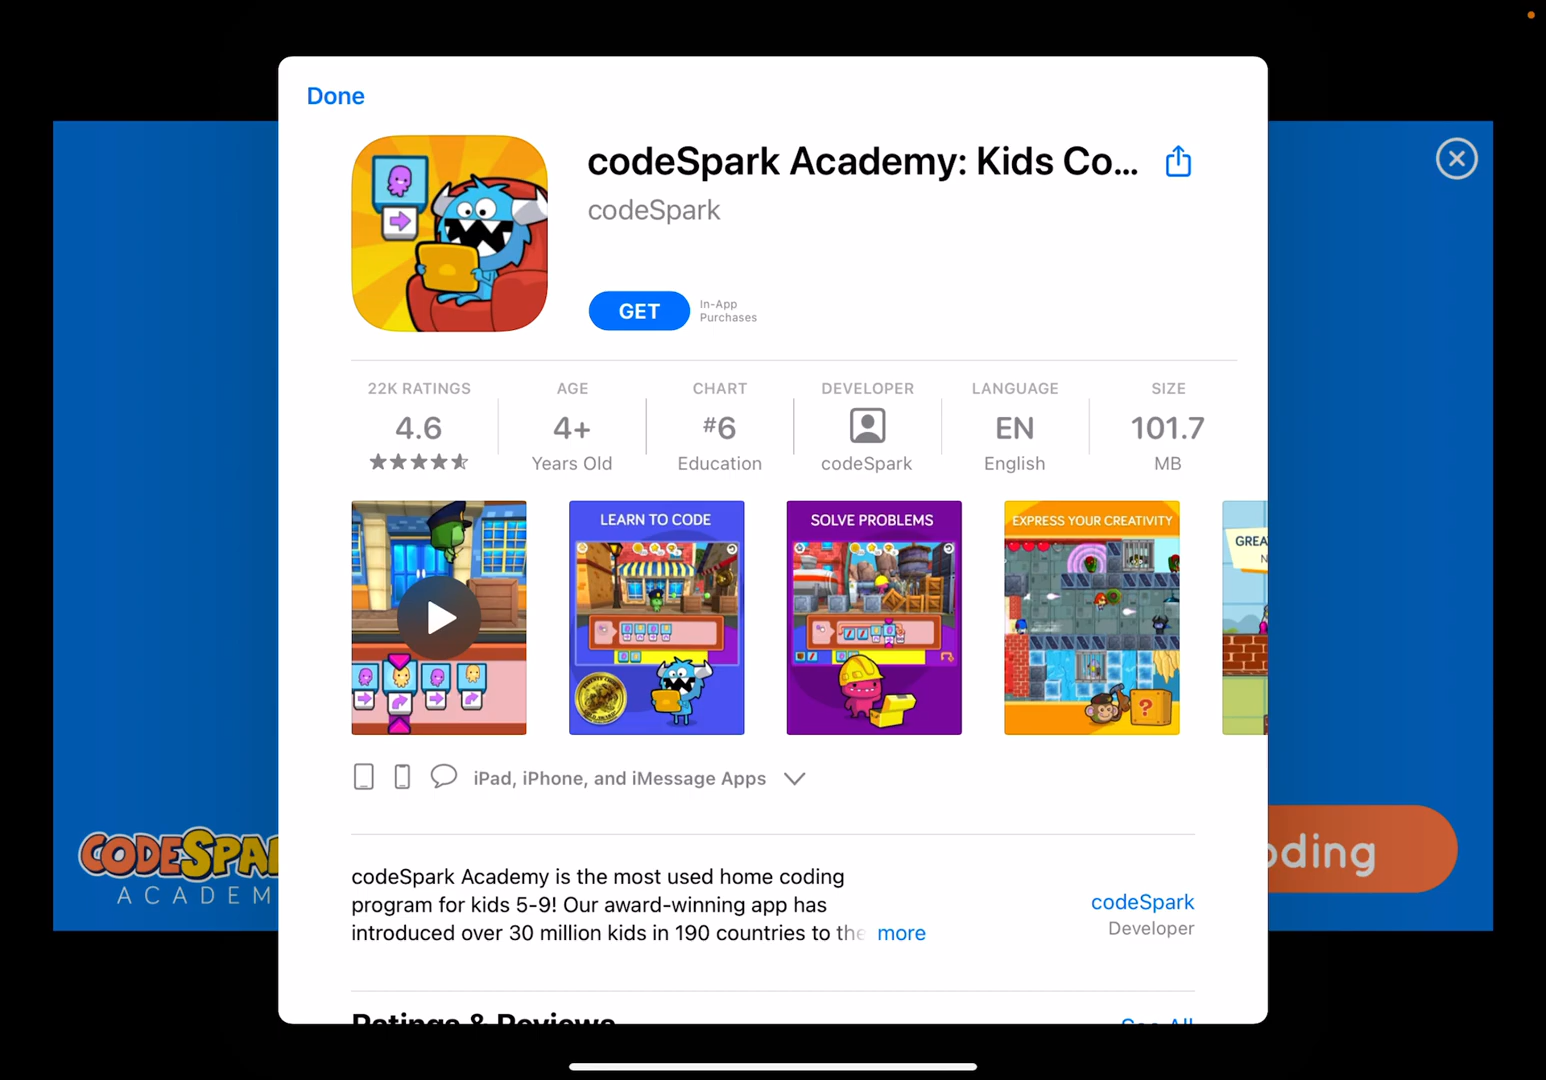 Done
codeSpark Academy: Kids Co...
codeSpark
GET
In-App
Purchases
22K RATINGS
4.6
AGE
4+
Years Old
CHART
#6
Education
DEVELOPER
codeSpark
LANGUAGE
EN
English
SIZE
101.7
MB
LEARN TO CODE
SOLVE PROBLEMS
EXPRESS YOUR CREATIVITY
?
iPad, iPhone, and iMessage Apps
codeSpark Academy is the most used home coding
program for kids 5-9! Our award-winning app has
introduced over 30 million kids in 190 countries to the more
codeSpark
Developer
Ratings & Reviews
See All
CODESPA
ACADEM
oding